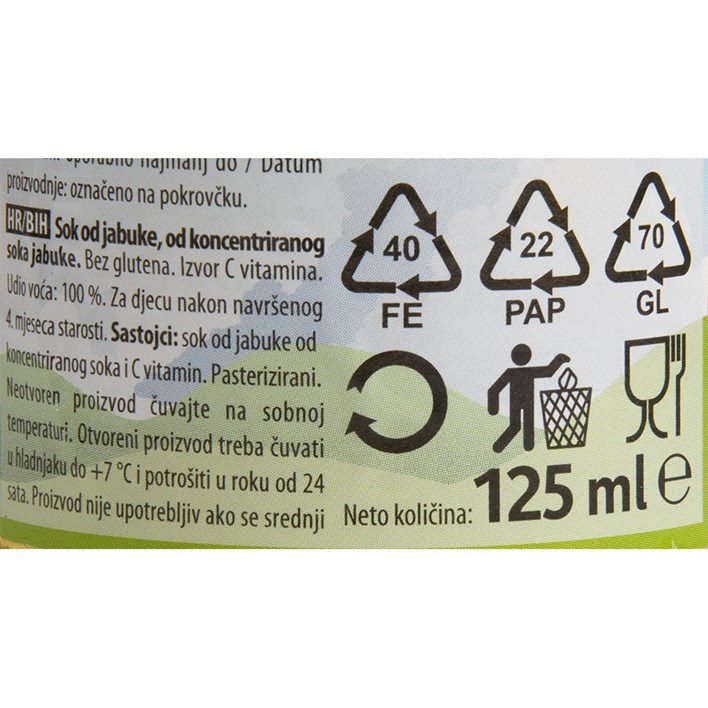 uporabno najmanj do / Datum
proizvodnje: označeno na pokrovčku.
HR/BIH Sok od jabuke, od koncentriranog
soka jabuke. Bez glutena. Izvor C vitamina.
Udio voća: 100 %. Za djecu nakon navršenog
4. mjeseca starosti. Sastojci: sok od jabuke od
koncentriranog soka i C vitamin. Pasterizirani.
Neotvoren proizvod čuvajte na sobnoj
temperaturi. Otvoreni proizvod treba čuvati
u hladnjaku do +7 °C i potrošiti u roku od 24
sata. Proizvod nije upotrebljiv ako se srednji
40
FE
22
PAP
70
GL
Neto količina: 125 ml e